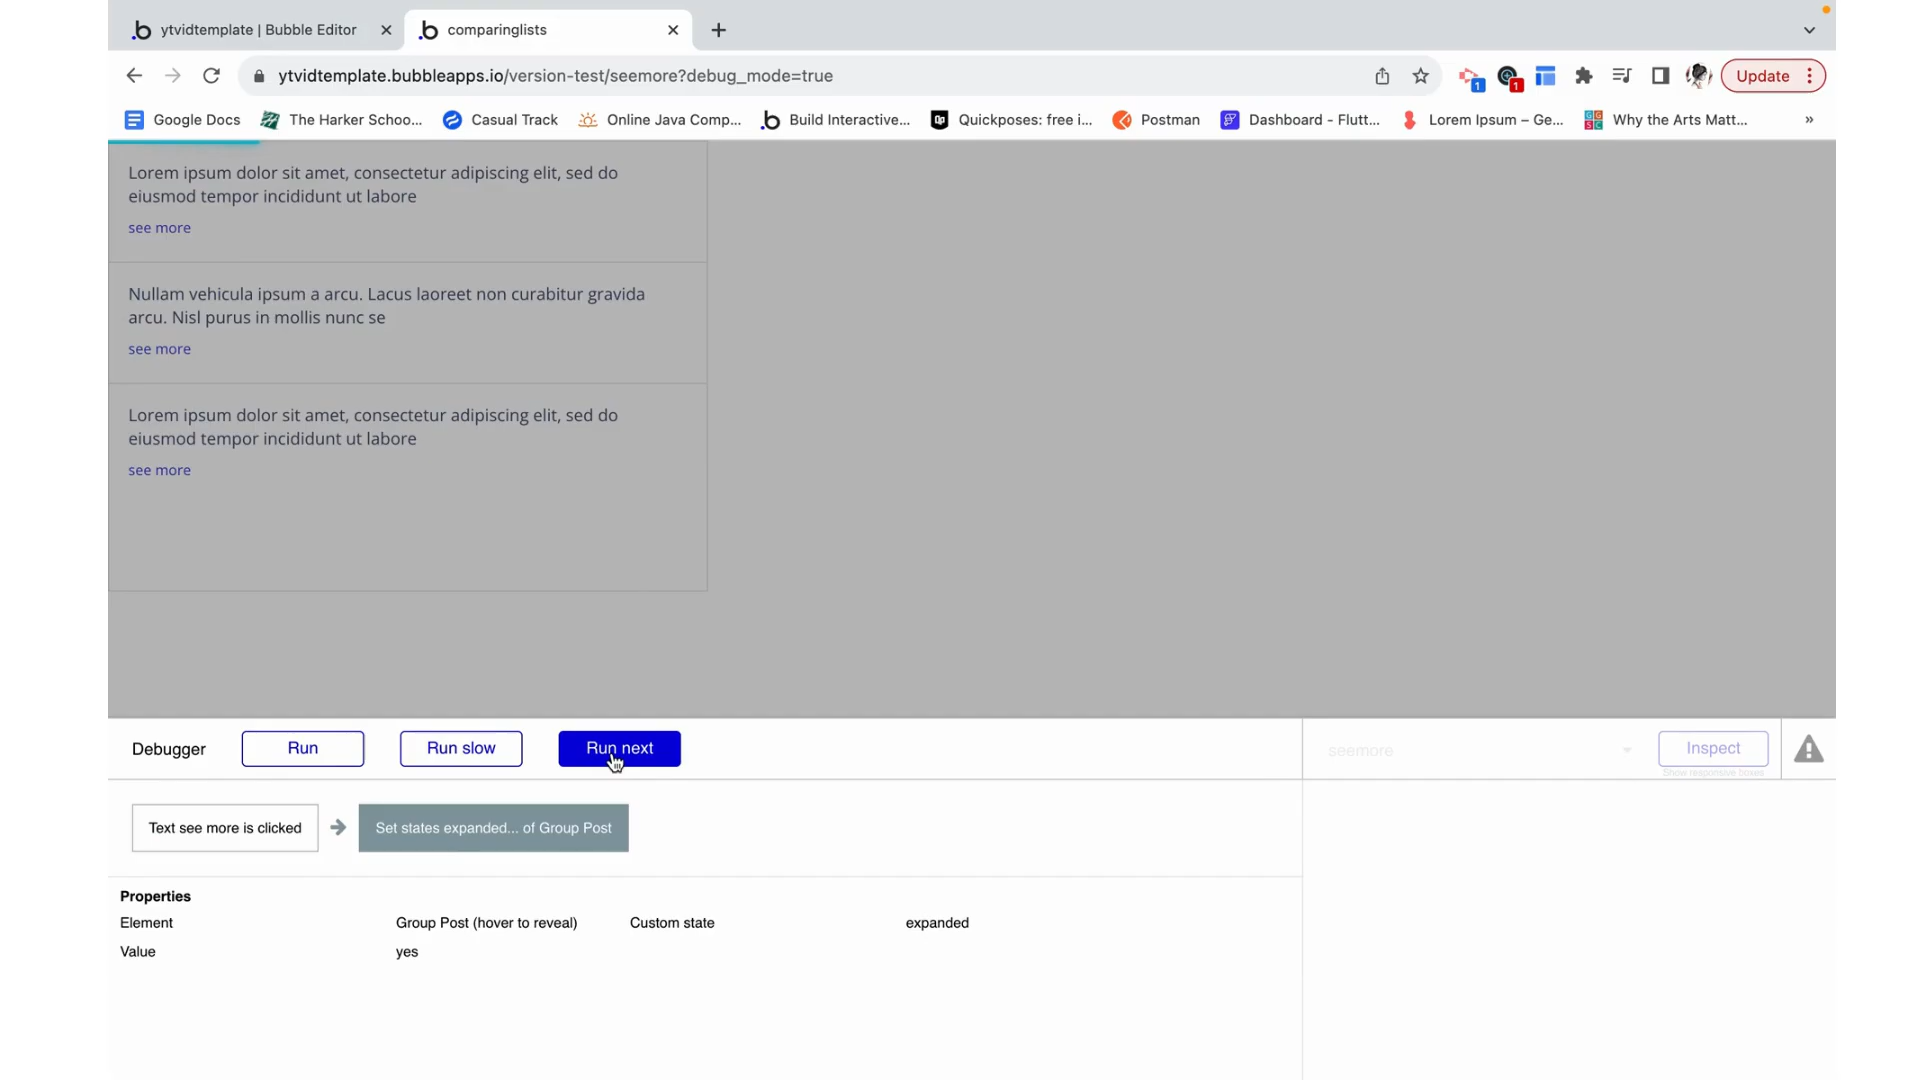 ytvidtemplate | Bubble Editor
comparinglists
ytvidtemplate.bubbleapps.io/version-test/seemore?debug_mode=true
1
1
Update
Google Docs
The Harker Schoo...
Casual Track
Online Java Comp...
Build Interactive...
Quickposes: free i...
Postman
Dashboard - Flutt...
Lorem Ipsum – Ge...
Why the Arts Matt...
»
Lorem ipsum dolor sit amet, consectetur adipiscing elit, sed do
eiusmod tempor incididunt ut labore
see more
Nullam vehicula ipsum a arcu. Lacus laoreet non curabitur gravida
arcu. Nisl purus in mollis nunc se
see more
Lorem ipsum dolor sit amet, consectetur adipiscing elit, sed do
eiusmod tempor incididunt ut labore
see more
Debugger
Run
Run slow
Run next
seemore
Inspect
Show responsive boxes
Text see more is clicked
Set states expanded... of Group Post
Properties
Element
Group Post (hover to reveal)
Custom state
expanded
Value
yes